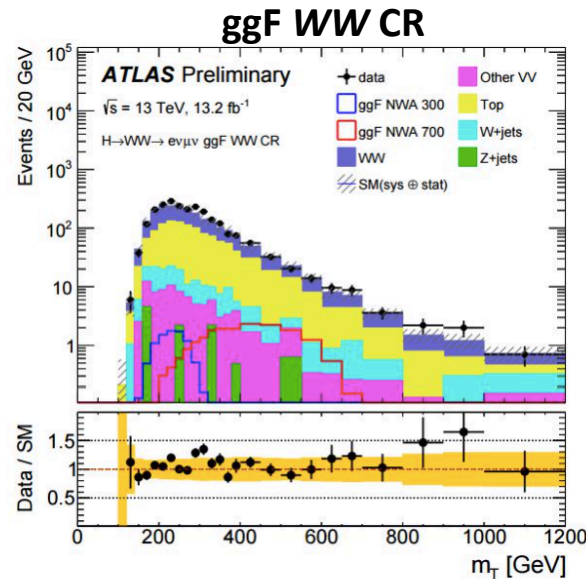 ggF WW CR
Events / 20 GeV
10⁵
10⁴
10³
10²
10
1
ATLAS Preliminary
√s = 13 TeV, 13.2 fb⁻¹
H→WW→ eνμν ggF WW CR
data
ggF NWA 300
ggF NWA 700
WW
SM(sys ⊕ stat)
Other VV
Top
W+jets
Z+jets
Data / SM
1.5
1
0.5
0 200 400 600 800 1000 1200
m_T [GeV]